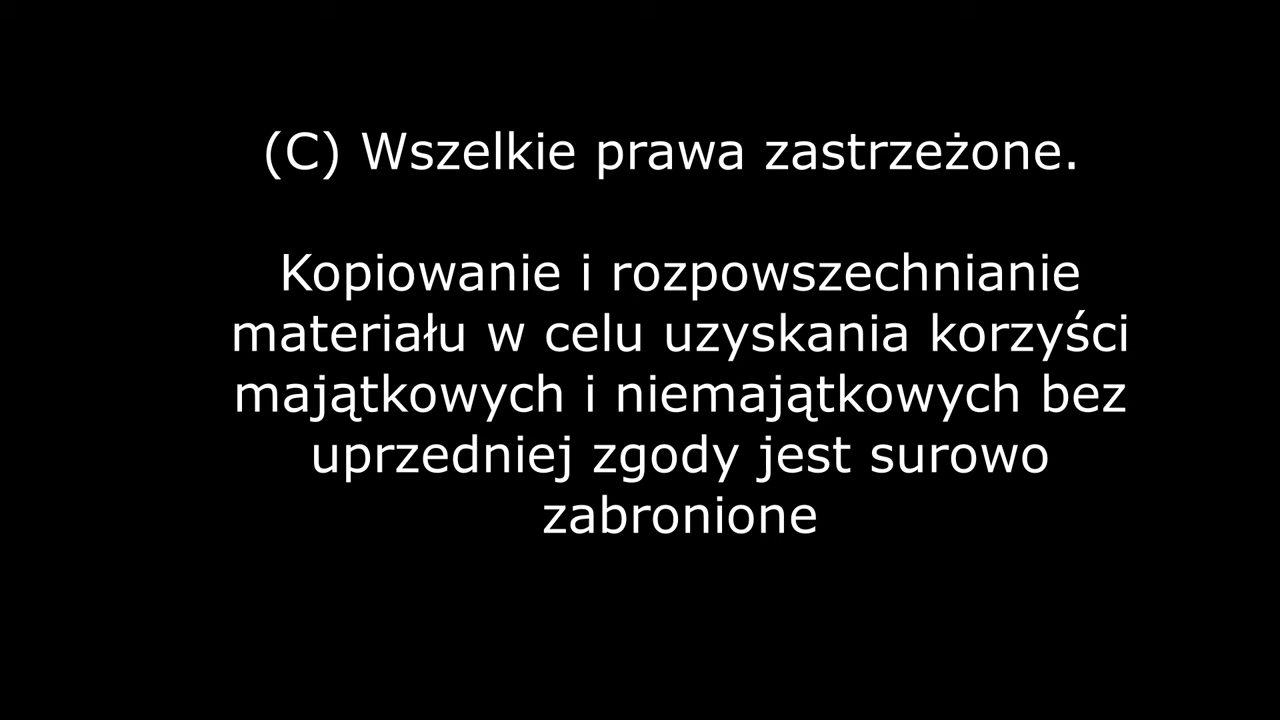 (C) Wszelkie prawa zastrzeżone.
Kopiowanie i rozpowszechnianie
materiału w celu uzyskania korzyści
majątkowych i niemajątkowych bez
uprzedniej zgody jest surowo
zabronione